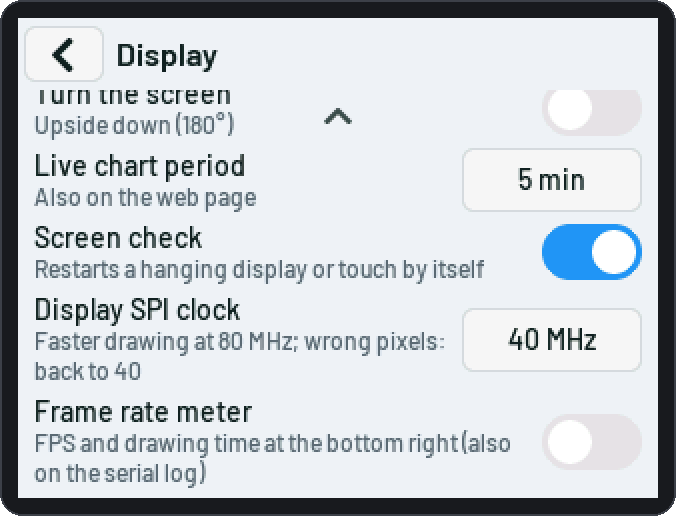 Display
Turn the screen
Upside down (180°)
Live chart period
Also on the web page
5 min
Screen check
Restarts a hanging display or touch by itself
Display SPI clock
Faster drawing at 80 MHz; wrong pixels:
back to 40
40 MHz
Frame rate meter
FPS and drawing time at the bottom right (also
on the serial log)